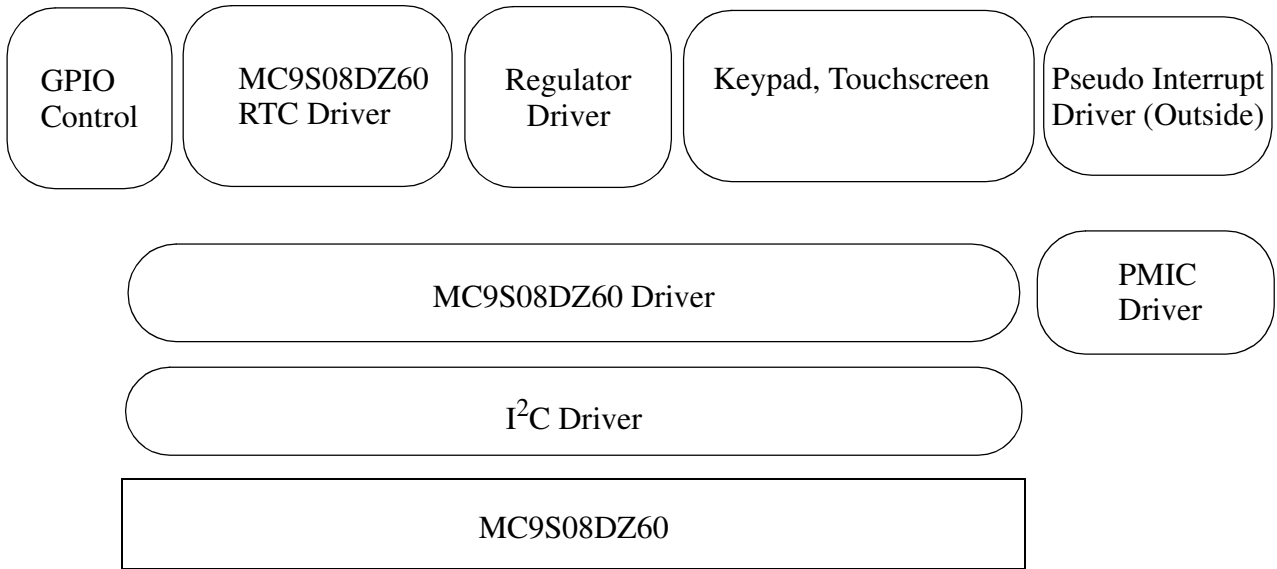 GPIO
Control
MC9S08DZ60
RTC Driver
Regulator
Driver
Keypad, Touchscreen
Pseudo Interrupt
Driver (Outside)
MC9S08DZ60 Driver
PMIC
Driver
I²C Driver
MC9S08DZ60